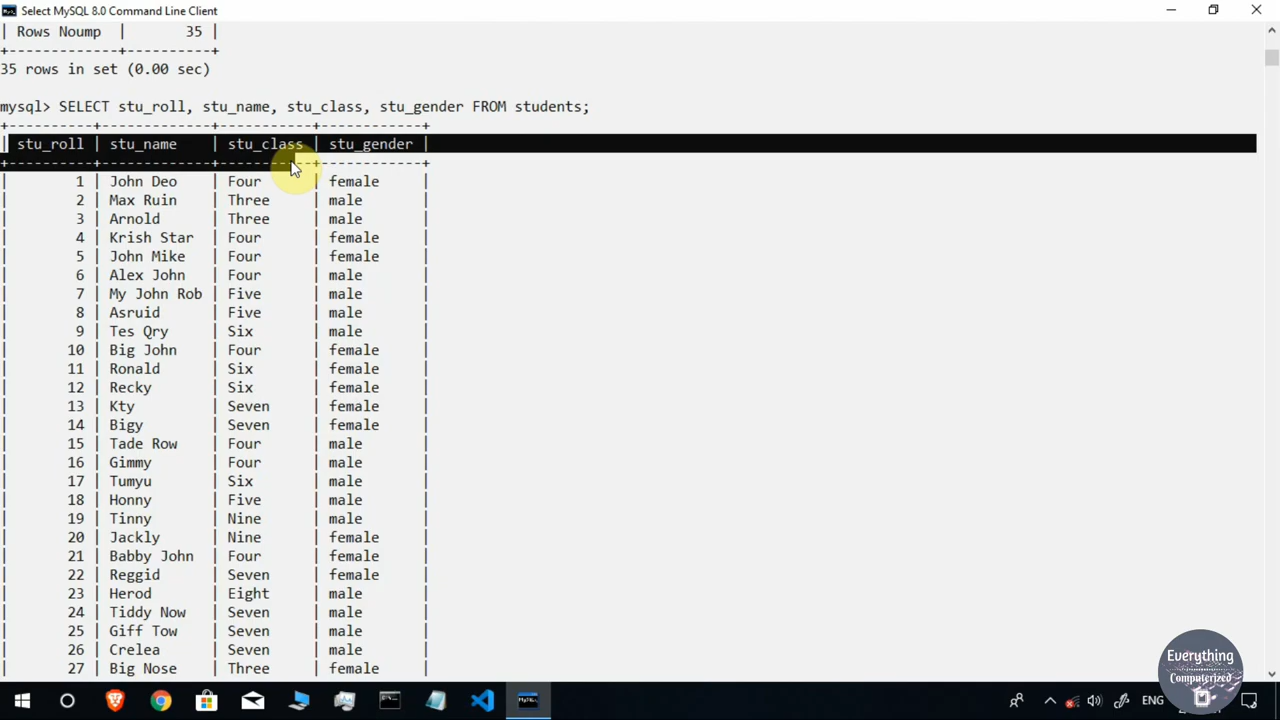 Select MySQL 8.0 Command Line Client
| Rows Noump  |       35 |
+-------------+----------+
35 rows in set (0.00 sec)
mysql> SELECT stu_roll, stu_name, stu_class, stu_gender FROM students;
+----------+-------------+-----------+------------+
| stu_roll | stu_name    | stu_class | stu_gender |
+----------+-------------+-----------+------------+
|        1 | John Deo    | Four      | female     |
|        2 | Max Ruin    | Three     | male       |
|        3 | Arnold      | Three     | male       |
|        4 | Krish Star  | Four      | female     |
|        5 | John Mike   | Four      | female     |
|        6 | Alex John   | Four      | male       |
|        7 | My John Rob | Five      | male       |
|        8 | Asruid      | Five      | male       |
|        9 | Tes Qry     | Six       | male       |
|       10 | Big John    | Four      | female     |
|       11 | Ronald      | Six       | female     |
|       12 | Recky       | Six       | female     |
|       13 | Kty         | Seven     | female     |
|       14 | Bigy        | Seven     | female     |
|       15 | Tade Row    | Four      | male       |
|       16 | Gimmy       | Four      | male       |
|       17 | Tumyu       | Six       | male       |
|       18 | Honny       | Five      | male       |
|       19 | Tinny       | Nine      | male       |
|       20 | Jackly      | Nine      | female     |
|       21 | Babby John  | Four      | female     |
|       22 | Reggid      | Seven     | female     |
|       23 | Herod       | Eight     | male       |
|       24 | Tiddy Now   | Seven     | male       |
|       25 | Giff Tow    | Seven     | male       |
|       26 | Crelea      | Seven     | male       |
|       27 | Big Nose    | Three     | female     |
Everything
Computerized
ENG